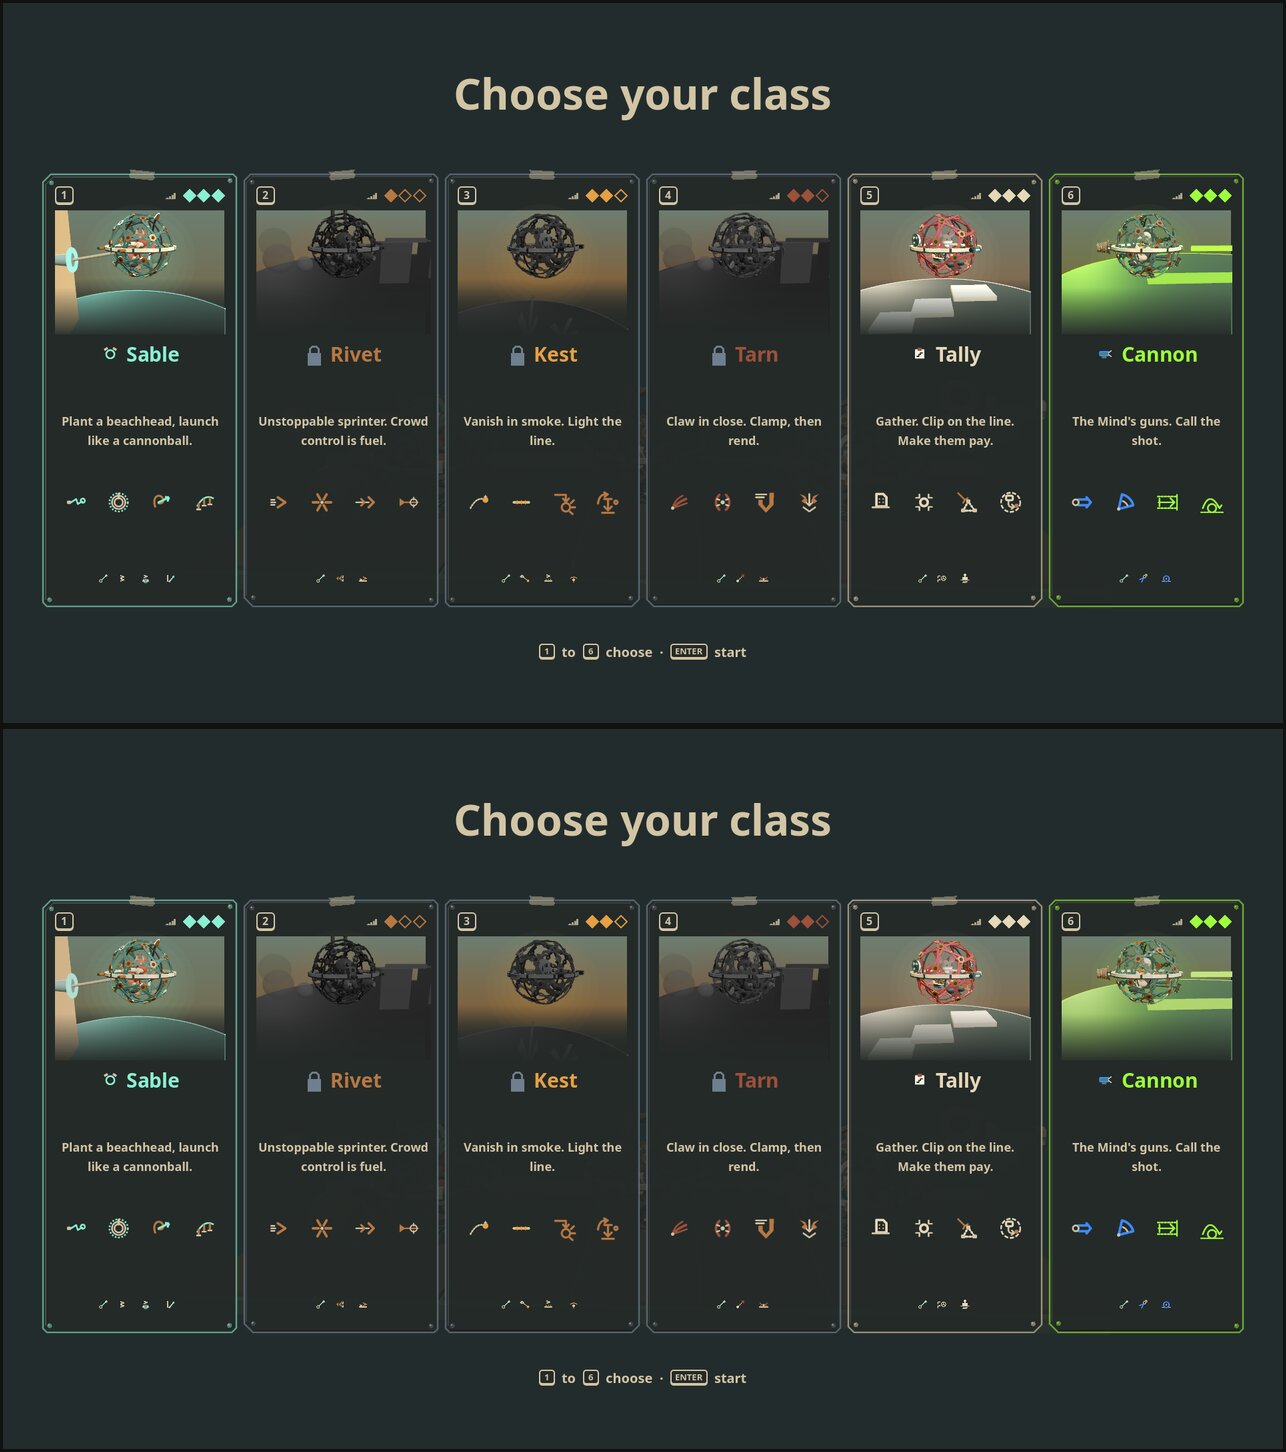 Choose your class
1
2
3
4
5
6
Sable
Rivet
Kest
Tarn
Tally
Cannon
Plant a beachhead, launch
like a cannonball.
Unstoppable sprinter. Crowd
control is fuel.
Vanish in smoke. Light the
line.
Claw in close. Clamp, then
rend.
Gather. Clip on the line.
Make them pay.
The Mind's guns. Call the
shot.
1 to 6 choose · ENTER start
Choose your class
1
2
3
4
5
6
Sable
Rivet
Kest
Tarn
Tally
Cannon
Plant a beachhead, launch
like a cannonball.
Unstoppable sprinter. Crowd
control is fuel.
Vanish in smoke. Light the
line.
Claw in close. Clamp, then
rend.
Gather. Clip on the line.
Make them pay.
The Mind's guns. Call the
shot.
1 to 6 choose · ENTER start